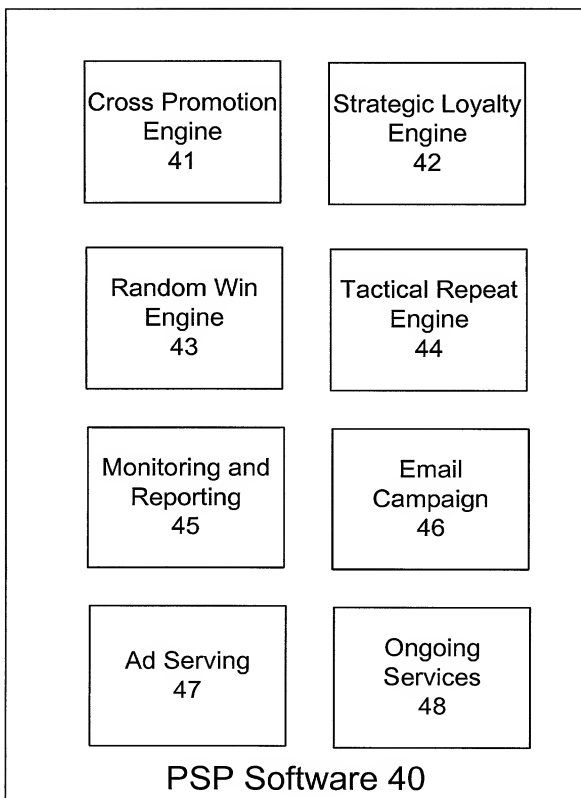 Cross Promotion
Engine
41
Strategic Loyalty
Engine
42
Random Win
Engine
43
Tactical Repeat
Engine
44
Monitoring and
Reporting
45
Email
Campaign
46
Ad Serving
47
Ongoing
Services
48
PSP Software 40